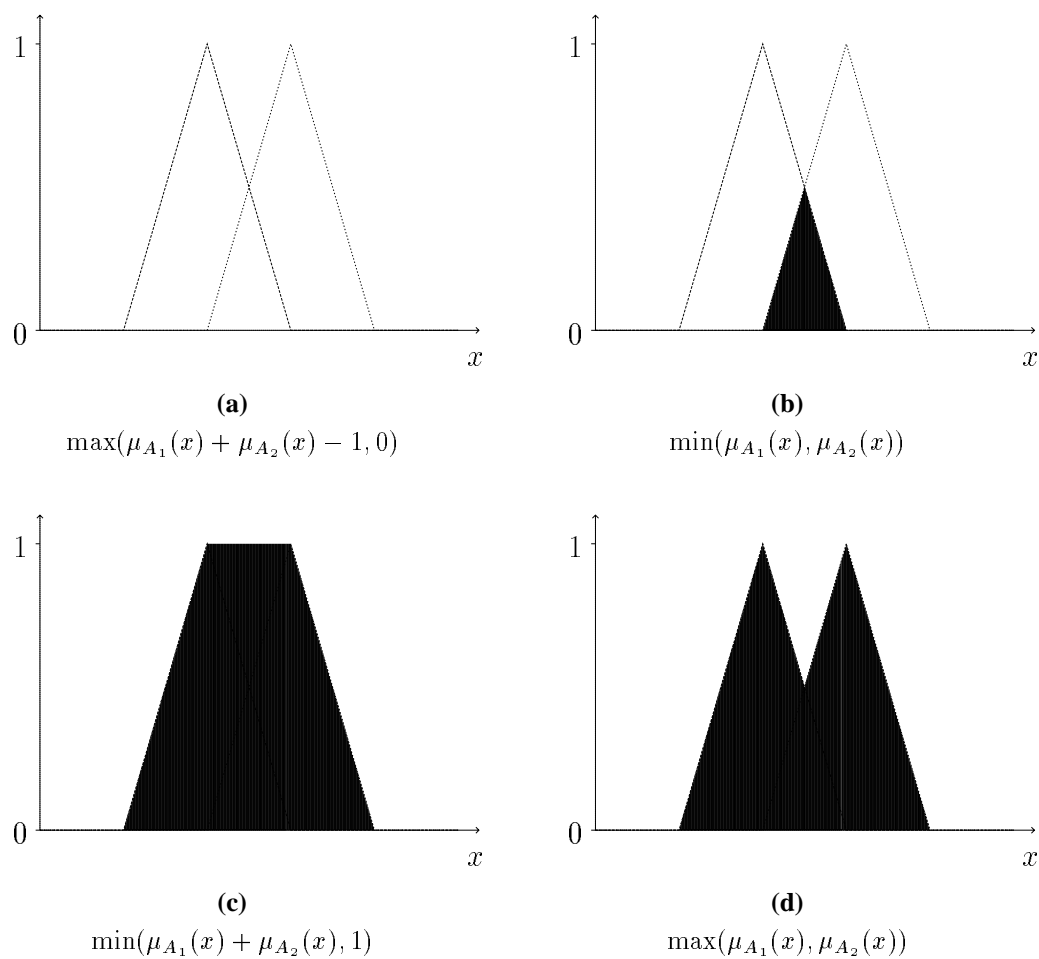 1
0
x
(a)
max(μ_{A_1}(x) + μ_{A_2}(x) − 1, 0)
1
0
x
(b)
min(μ_{A_1}(x), μ_{A_2}(x))
1
0
x
(c)
min(μ_{A_1}(x) + μ_{A_2}(x), 1)
1
0
x
(d)
max(μ_{A_1}(x), μ_{A_2}(x))